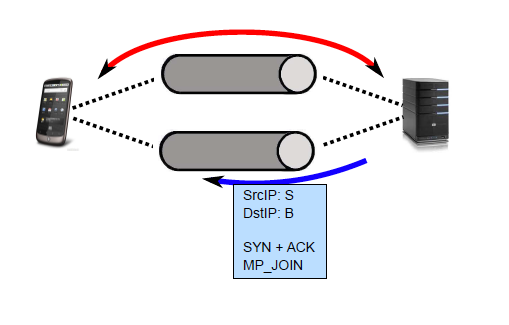 SrcIP: S
DstIP: B
SYN + ACK
MP_JOIN